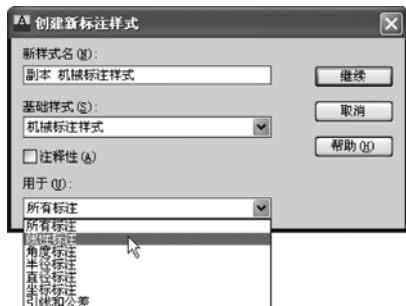 创建新标注样式
新样式名(N):
副本 机械标注样式
继续
基础样式(S):
取消
机械标注样式
帮助(H)
注释性(A)
用于(U):
所有标注
所有标注
线性标注
角度标注
半径标注
直径标注
坐标标注
引线和公差